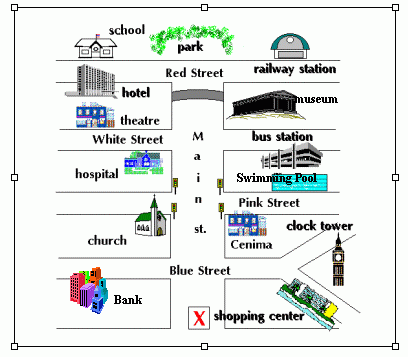 school
park
railway station
Red Street
hotel
museum
theatre
White Street
bus station
Main st.
hospital
Swimming Pool
Pink Street
church
Cenima
clock tower
Blue Street
Bank
X
shopping center